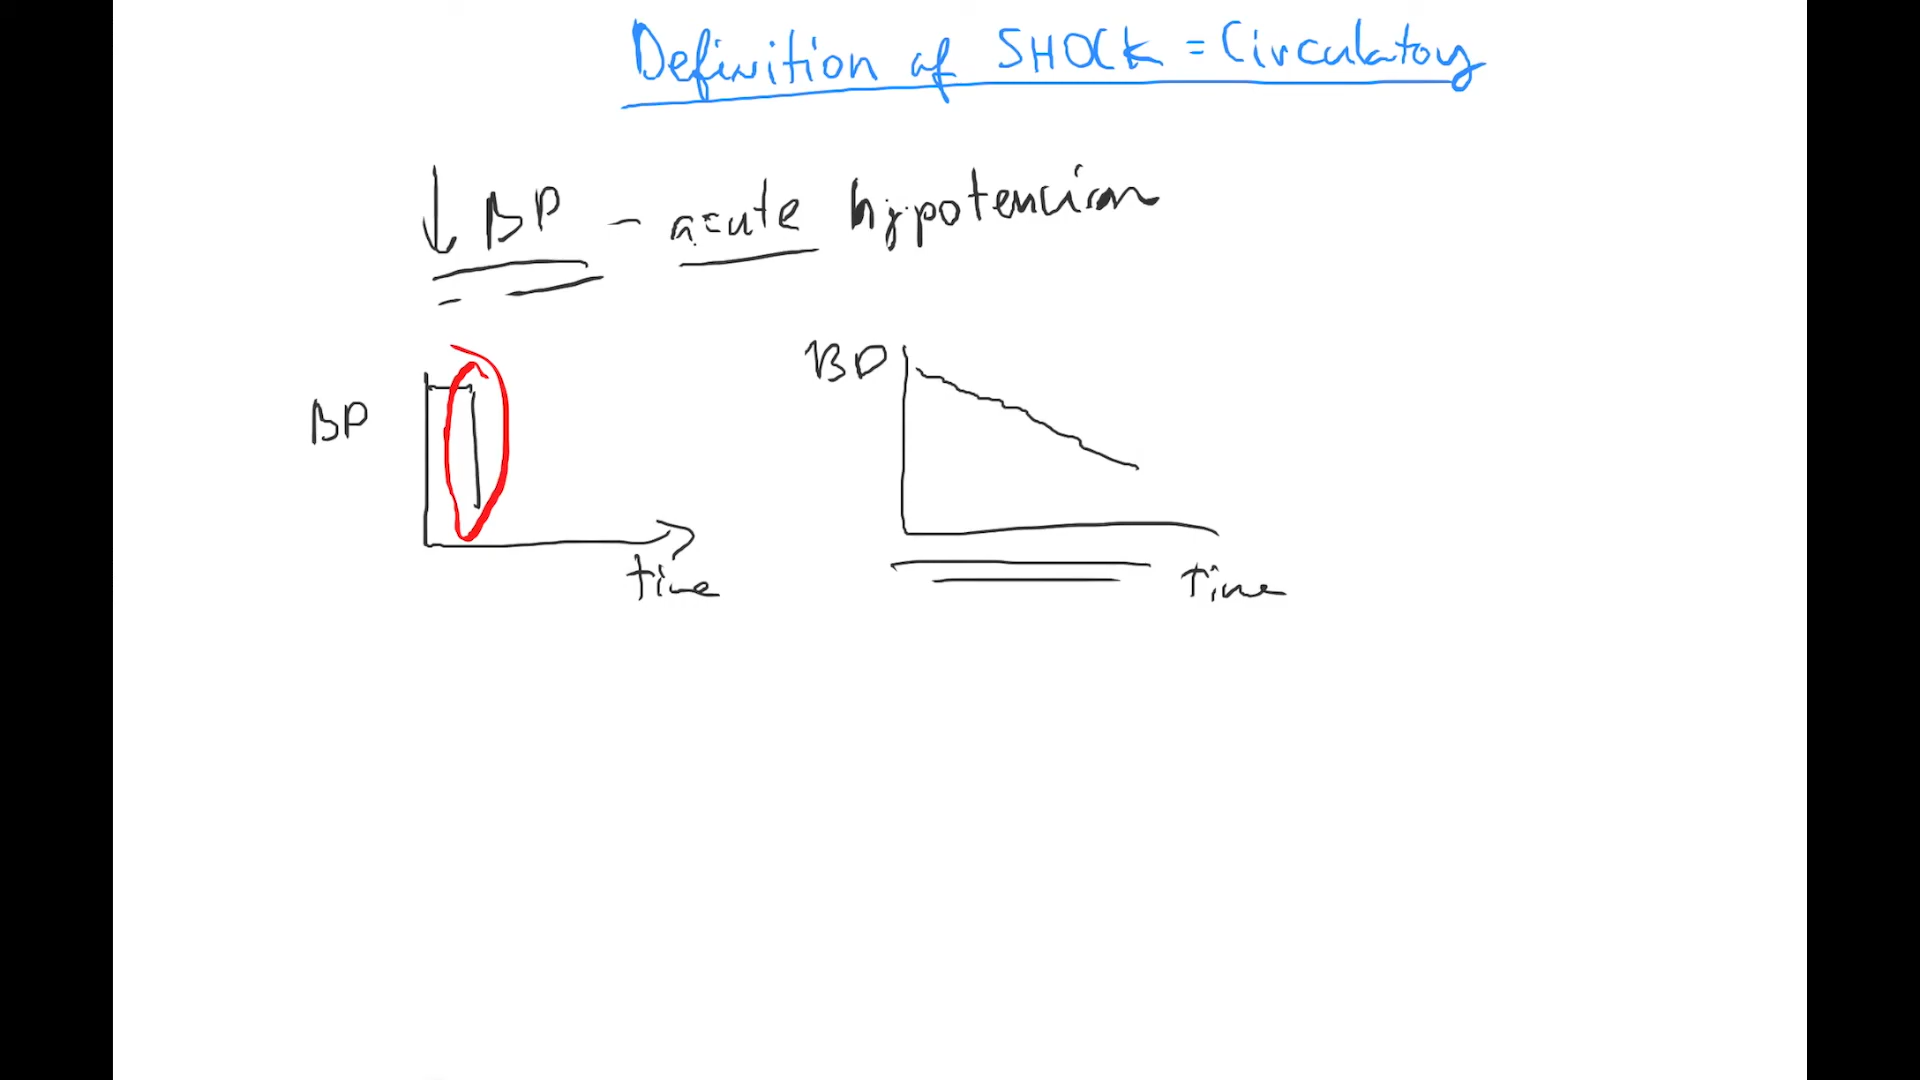 Definition of SHOCK = Circulatory
↓ BP - acute hypotension
BP
BP
time
time